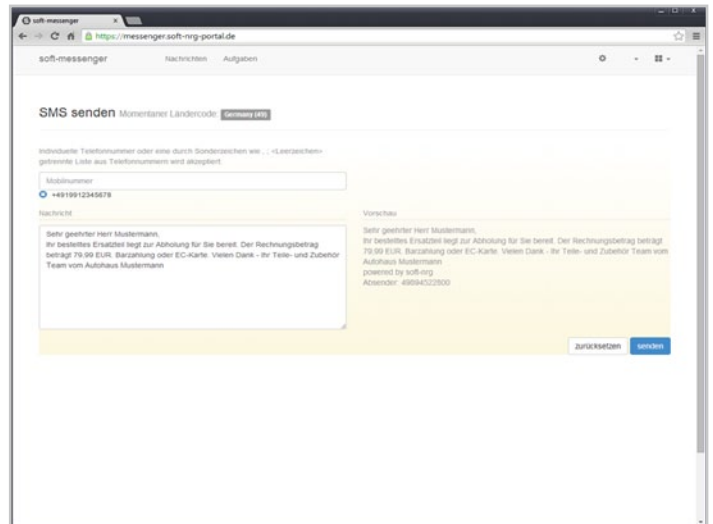 soft-messenger
https://messenger.soft-nrg-portal.de
soft-messenger Nachrichten Aufgaben
SMS senden Momentaner Ländercode: Germany (49)
Individuelle Telefonnummer oder eine durch Sonderzeichen wie , ; <Leerzeichen>
getrennte Liste aus Telefonnummern wird akzeptiert.
Mobilnummer
+4919912345678
Nachricht
Sehr geehrter Herr Mustermann,
Ihr bestelltes Ersatzteil liegt zur Abholung für Sie bereit. Der Rechnungsbetrag
beträgt 79,99 EUR. Barzahlung oder EC-Karte. Vielen Dank - Ihr Teile- und Zubehör
Team vom Autohaus Mustermann
Vorschau
Sehr geehrter Herr Mustermann,
Ihr bestelltes Ersatzteil liegt zur Abholung für Sie bereit. Der Rechnungsbetrag beträgt
79,99 EUR. Barzahlung oder EC-Karte. Vielen Dank - Ihr Teile- und Zubehör Team vom
Autohaus Mustermann
powered by soft-nrg
Absender: 49894522800
zurücksetzen senden